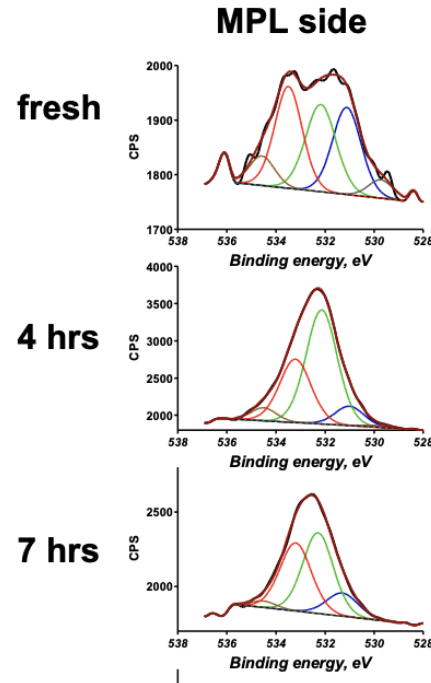 MPL side
fresh
CPS
2000
1900
1800
1700
538 536 534 532 530 528
Binding energy, eV
4 hrs
CPS
4000
3500
3000
2500
2000
538 536 534 532 530 528
Binding energy, eV
7 hrs
CPS
2500
2000
538 536 534 532 530 528
Binding energy, eV